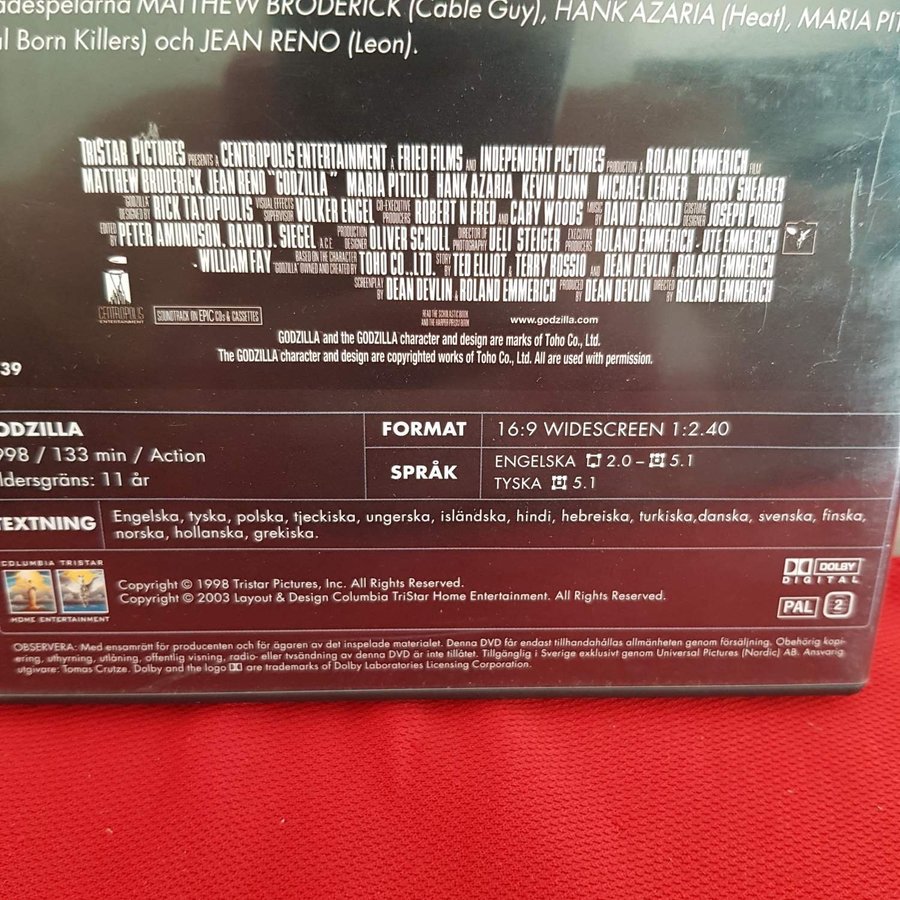 adespelarna MATTHEW BRODERICK (Cable Guy), HANK AZARIA (Heat), MARIA PIT
al Born Killers) och JEAN RENO (Leon).
TRISTAR PICTURES PRESENTS A CENTROPOLIS ENTERTAINMENT A FRIED FILMS AND INDEPENDENT PICTURES PRODUCTION A ROLAND EMMERICH FILM
MATTHEW BRODERICK JEAN RENO "GODZILLA" MARIA PITILLO HANK AZARIA KEVIN DUNN MICHAEL LERNER HARRY SHEARER
"GODZILLA" DESIGNED BY RICK TATOPOULIS VISUAL EFFECTS SUPERVISOR VOLKER ENGEL CO-EXECUTIVE PRODUCERS ROBERT N FRED AND CARY WOODS MUSIC BY DAVID ARNOLD COSTUME DESIGNER JOSEPH PORRO
EDITED BY PETER AMUNDSON, DAVID J. SIEGEL A.C.E. PRODUCTION DESIGNER OLIVER SCHOLL DIRECTOR OF PHOTOGRAPHY UELI STEIGER EXECUTIVE PRODUCERS ROLAND EMMERICH - UTE EMMERICH
- WILLIAM FAY BASED ON THE CHARACTER "GODZILLA" OWNED AND CREATED BY TOHO CO.,LTD. STORY BY TED ELLIOT & TERRY ROSSIO AND DEAN DEVLIN & ROLAND EMMERICH
SCREENPLAY BY DEAN DEVLIN & ROLAND EMMERICH PRODUCED BY DEAN DEVLIN DIRECTED BY ROLAND EMMERICH
CENTROPOLIS
ENTERTAINMENT
SOUNDTRACK ON EPIC CDs & CASSETTES
READ THE SCHOLASTIC BOOK
AND THE HARPER PRISM BOOK
www.godzilla.com
GODZILLA and the GODZILLA character and design are marks of Toho Co., Ltd.
The GODZILLA character and design are copyrighted works of Toho Co., Ltd. All are used with permission.
39
ODZILLA
998 / 133 min / Action
ldersgräns: 11 år
FORMAT
16:9 WIDESCREEN 1:2.40
SPRÅK
ENGELSKA 2.0 – 5.1
TYSKA 5.1
TEXTNING
Engelska, tyska, polska, tjeckiska, ungerska, isländska, hindi, hebreiska, turkiska,danska, svenska, finska,
norska, hollanska, grekiska.
COLUMBIA TRISTAR
HOME ENTERTAINMENT
Copyright © 1998 Tristar Pictures, Inc. All Rights Reserved.
Copyright © 2003 Layout & Design Columbia TriStar Home Entertainment. All Rights Reserved.
DOLBY
DIGITAL
PAL 2
OBSERVERA: Med ensamrätt för producenten och för ägaren av det inspelade materialet. Denna DVD får endast tillhandahållas allmänheten genom försäljning. Obehörig kopi-
ering, uthyrning, utlåning, offentlig visning, radio- eller tvsändning av denna DVD är inte tillåtet. Tillgänglig i Sverige exklusivt genom Universal Pictures (Nordic) AB. Ansvarig
utgivare: Tomas Crutze. Dolby and the logo are trademarks of Dolby Laboratories Licensing Corporation.